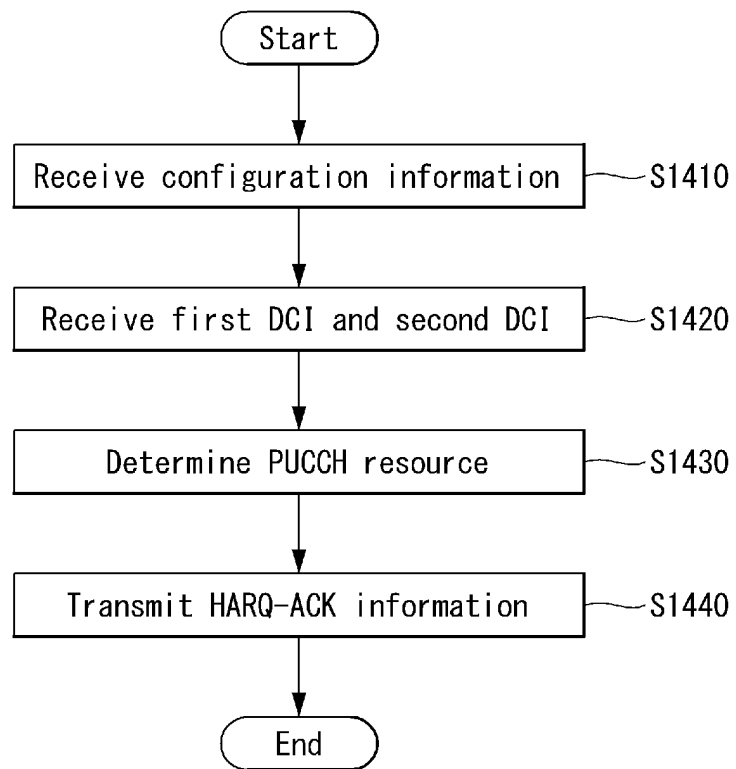 Start
Receive configuration information
S1410
Receive first DCI and second DCI
S1420
Determine PUCCH resource
S1430
Transmit HARQ-ACK information
S1440
End